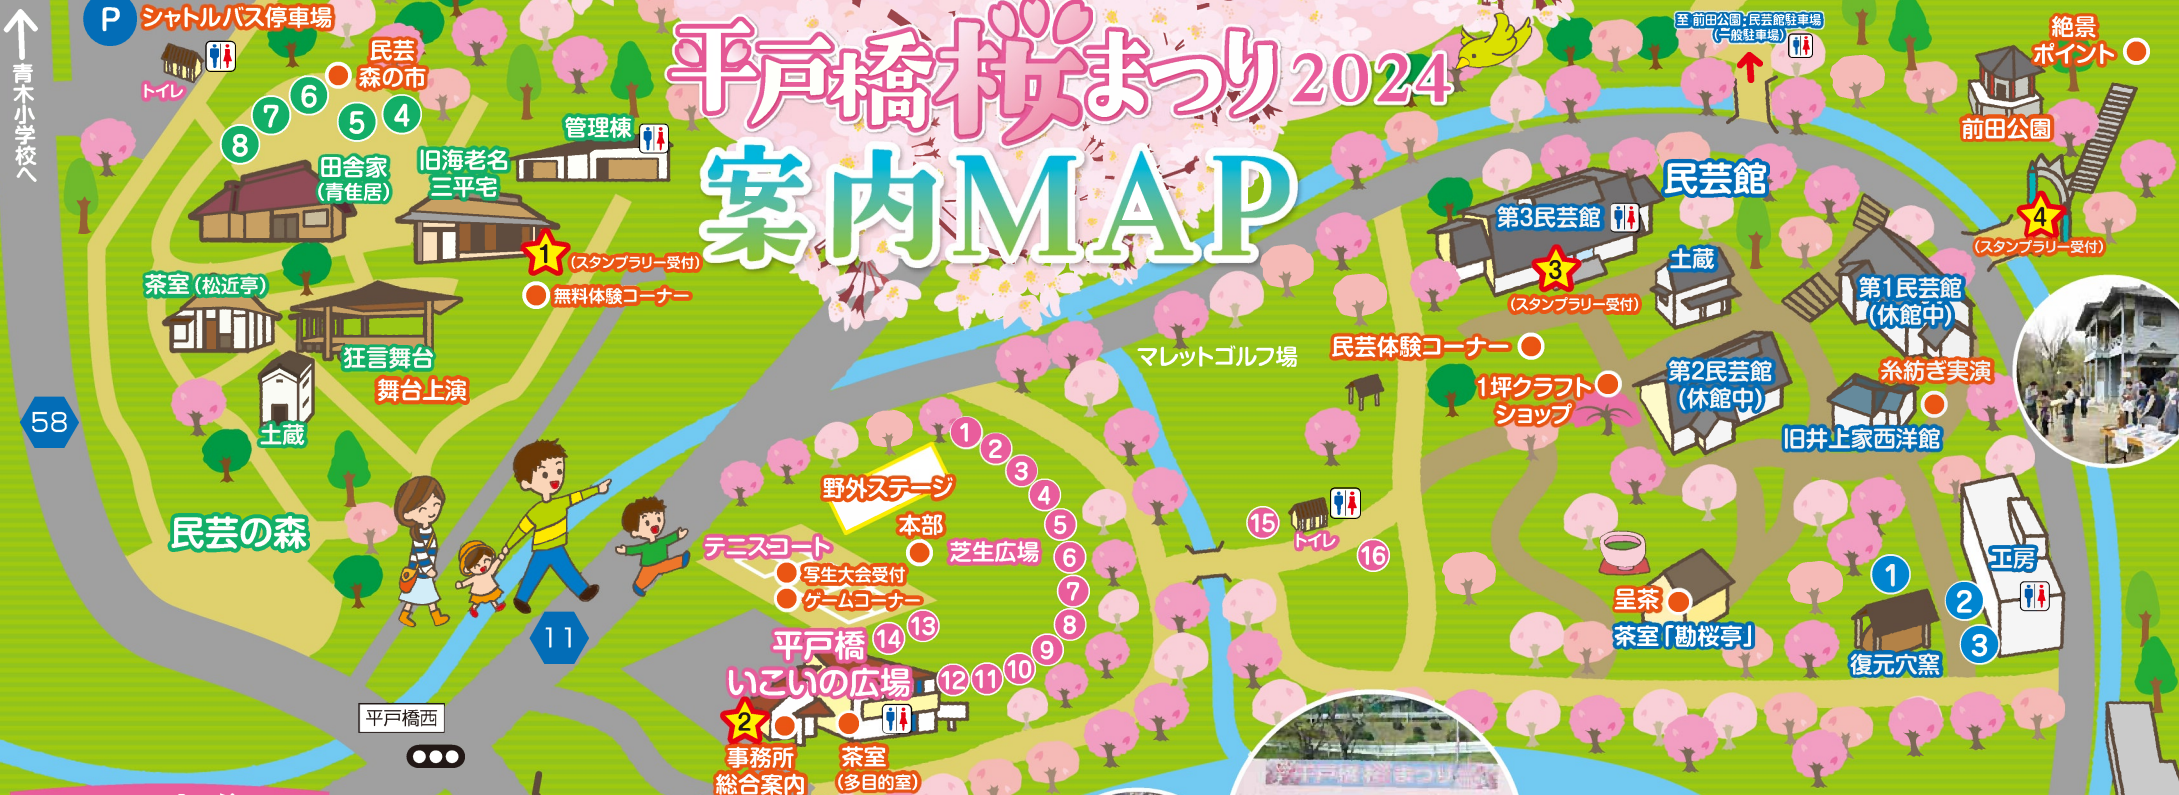 平戸橋桜まつり2024
案内MAP
P
シャトルバス停車場
トイレ
青木小学校へ
民芸
森の市
6
7
8
5
4
田舎家
(青隹居)
旧海老名
三平宅
管理棟
1
(スタンプラリー受付)
無料体験コーナー
茶室(松近亭)
狂言舞台
舞台上演
土蔵
58
民芸の森
11
平戸橋西
至 前田公園・民芸館駐車場
(一般駐車場)
絶景
ポイント
前田公園
4
(スタンプラリー受付)
民芸館
第3民芸館
3
(スタンプラリー受付)
土蔵
第1民芸館
(休館中)
マレットゴルフ場
民芸体験コーナー
1坪クラフト
ショップ
第2民芸館
(休館中)
糸紡ぎ実演
旧井上家西洋館
1
2
3
4
5
6
7
8
9
10
11
12
13
14
15
16
野外ステージ
本部
芝生広場
テニスコート
写生大会受付
ゲームコーナー
平戸橋
いこいの広場
2
事務所
総合案内
茶室
(多目的室)
トイレ
呈茶
茶室「勘桜亭」
工房
1
2
3
復元穴窯
平戸橋桜まつり